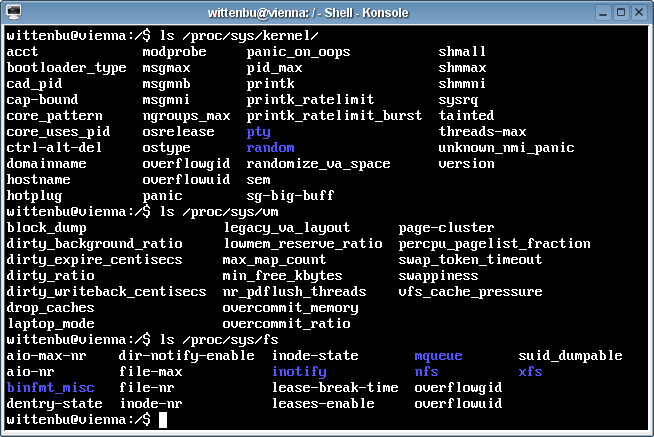 wittenbu@vienna: / - Shell - Konsole
wittenbu@vienna:/$ ls /proc/sys/kernel/
acct modprobe panic_on_oops shmall
bootloader_type msgmax pid_max shmmax
cad_pid msgmnb printk shmmni
cap-bound msgmni printk_ratelimit sysrq
core_pattern ngroups_max printk_ratelimit_burst tainted
core_uses_pid osrelease pty threads-max
ctrl-alt-del ostype random unknown_nmi_panic
domainname overflowgid randomize_va_space version
hostname overflowuid sem
hotplug panic sg-big-buff
wittenbu@vienna:/$ ls /proc/sys/vm
block_dump legacy_va_layout page-cluster
dirty_background_ratio lowmem_reserve_ratio percpu_pagelist_fraction
dirty_expire_centisecs max_map_count swap_token_timeout
dirty_ratio min_free_kbytes swappiness
dirty_writeback_centisecs nr_pdflush_threads vfs_cache_pressure
drop_caches overcommit_memory
laptop_mode overcommit_ratio
wittenbu@vienna:/$ ls /proc/sys/fs
aio-max-nr dir-notify-enable inode-state mqueue suid_dumpable
aio-nr file-max inotify nfs xfs
binfmt_misc file-nr lease-break-time overflowgid
dentry-state inode-nr leases-enable overflowuid
wittenbu@vienna:/$